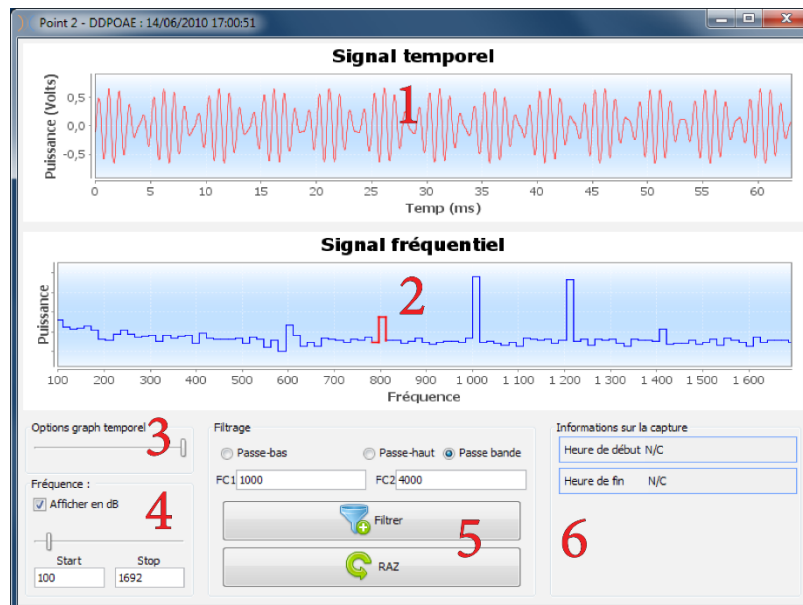 Point 2 - DDPOAE : 14/06/2010 17:00:51
Signal temporel
Puissance (Volts)
0,5
0,0
-0,5
1
0 5 10 15 20 25 30 35 40 45 50 55 60
Temp (ms)
Signal fréquentiel
Puissance
2
100 200 300 400 500 600 700 800 900 1 000 1 100 1 200 1 300 1 400 1 500 1 600
Fréquence
Options graph temporel
3
Fréquence :
Afficher en dB
4
Start Stop
100 1692
Filtrage
Passe-bas Passe-haut Passe bande
FC1 1000 FC2 4000
Filtrer
5
RAZ
Informations sur la capture
Heure de début N/C
Heure de fin N/C
6